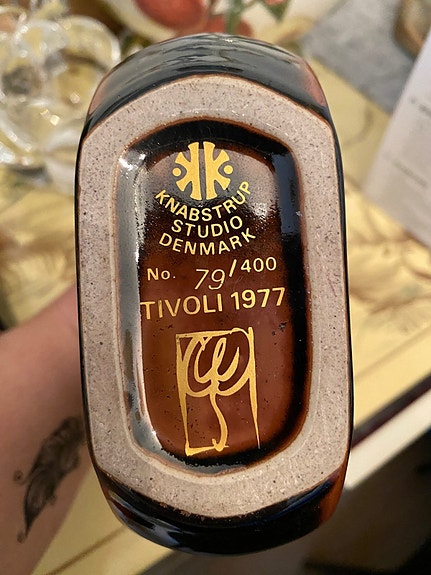 KNABSTRUP
STUDIO
DENMARK
No. 79/400
TIVOLI 1977